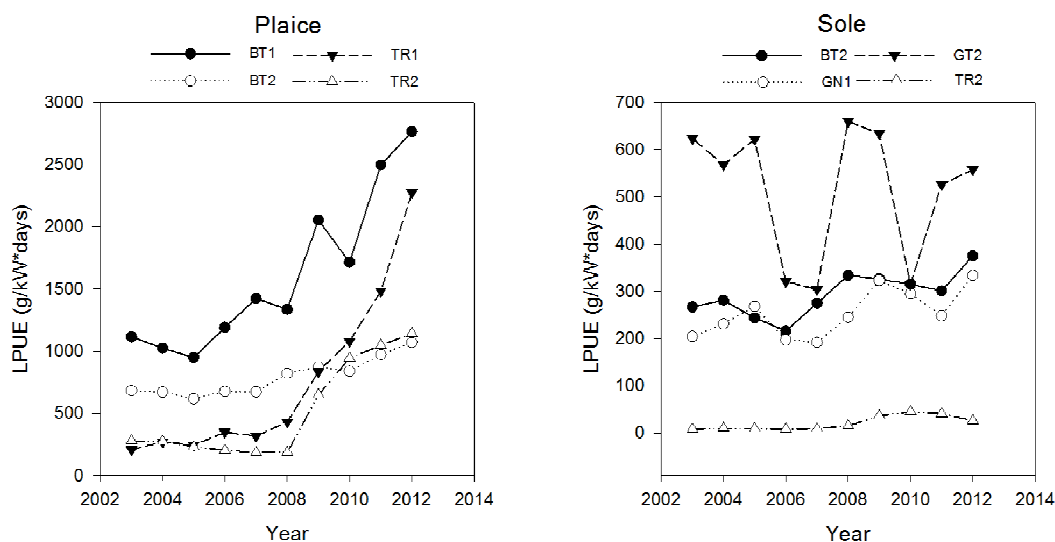 Plaice
BT1 TR1
BT2 TR2
3000
2500
2000
1500
1000
500
0
LPUE (g/kW*days)
2002 2004 2006 2008 2010 2012 2014
Year
Sole
BT2 GT2
GN1 TR2
700
600
500
400
300
200
100
0
LPUE (g/kW*days)
2002 2004 2006 2008 2010 2012 2014
Year